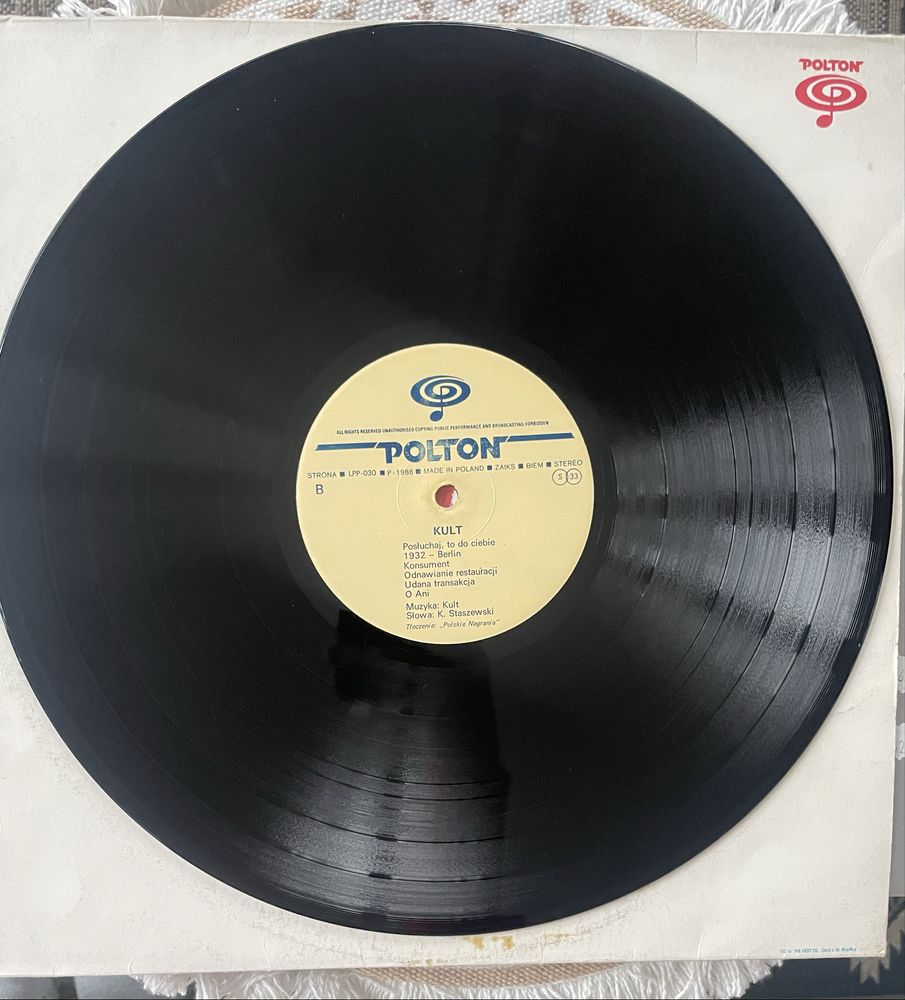 POLTON
ALL RIGHTS RESERVED UNAUTHORISED COPYING PUBLIC PERFORMANCE AND BROADCASTING FORBIDDEN
POLTON
STRONA ■ LPP-030 ■ P-1986 ■ MADE IN POLAND ■ ZAIKS ■ BIEM ■ STEREO
B S 33
KULT
Posłuchaj, to do ciebie
1932 – Berlin
Konsument
Odnawianie restauracji
Udana transakcja
O Ani
Muzyka: Kult
Słowa: K. Staszewski
Tłoczenie: „Polskie Nagrania"